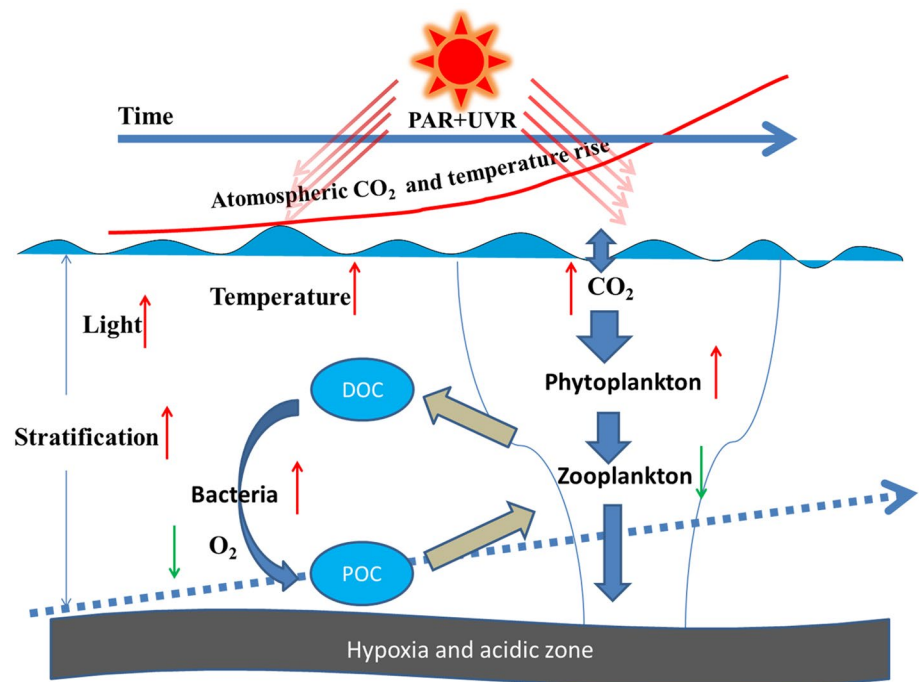 Time
PAR+UVR
Atomospheric CO₂ and temperature rise
Temperature
CO₂
Light
DOC
Phytoplankton
Stratification
Zooplankton
Bacteria
O₂
POC
Hypoxia and acidic zone